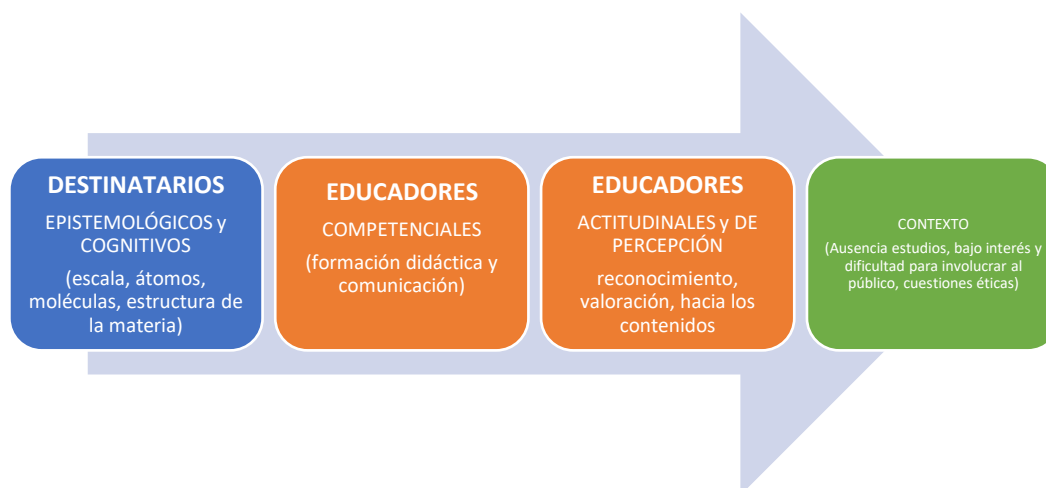 DESTINATARIOS
EPISTEMOLÓGICOS y
COGNITIVOS
(escala, átomos,
moléculas, estructura de
la materia)
EDUCADORES
COMPETENCIALES
(formación didáctica y
comunicación)
EDUCADORES
ACTITUDINALES y DE
PERCEPCIÓN
reconocimiento,
valoración, hacia los
contenidos
CONTEXTO
(Ausencia estudios, bajo interés y
dificultad para involucrar al
público, cuestiones éticas)